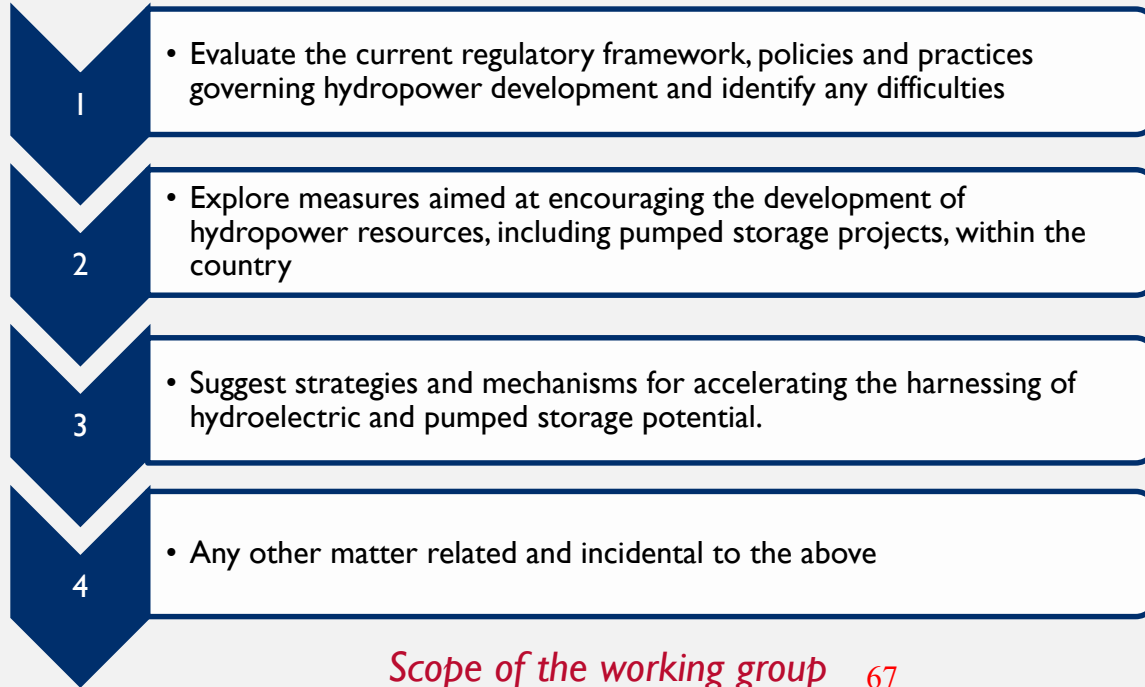 1
• Evaluate the current regulatory framework, policies and practices
governing hydropower development and identify any difficulties
2
• Explore measures aimed at encouraging the development of
hydropower resources, including pumped storage projects, within the
country
3
• Suggest strategies and mechanisms for accelerating the harnessing of
hydroelectric and pumped storage potential.
4
• Any other matter related and incidental to the above
Scope of the working group 67